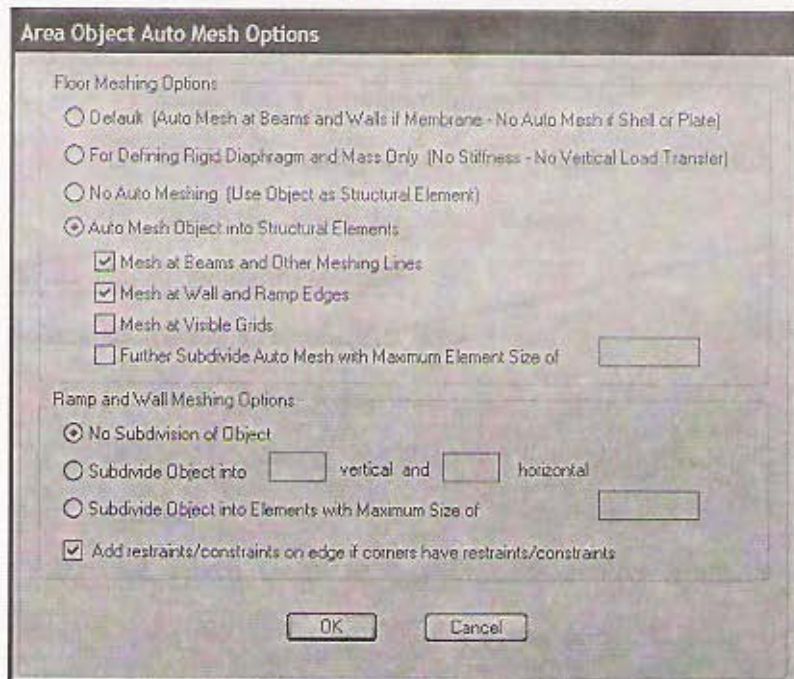 Area Object Auto Mesh Options
Floor Meshing Options
Default (Auto Mesh at Beams and Walls if Membrane - No Auto Mesh if Shell or Plate)
For Defining Rigid Diaphragm and Mass Only (No Stiffness - No Vertical Load Transfer)
No Auto Meshing (Use Object as Structural Element)
Auto Mesh Object into Structural Elements
Mesh at Beams and Other Meshing Lines
Mesh at Wall and Ramp Edges
Mesh at Visible Grids
Further Subdivide Auto Mesh with Maximum Element Size of
Ramp and Wall Meshing Options
No Subdivision of Object
Subdivide Object into vertical and horizontal
Subdivide Object into Elements with Maximum Size of
Add restraints/constraints on edge if corners have restraints/constraints
OK Cancel